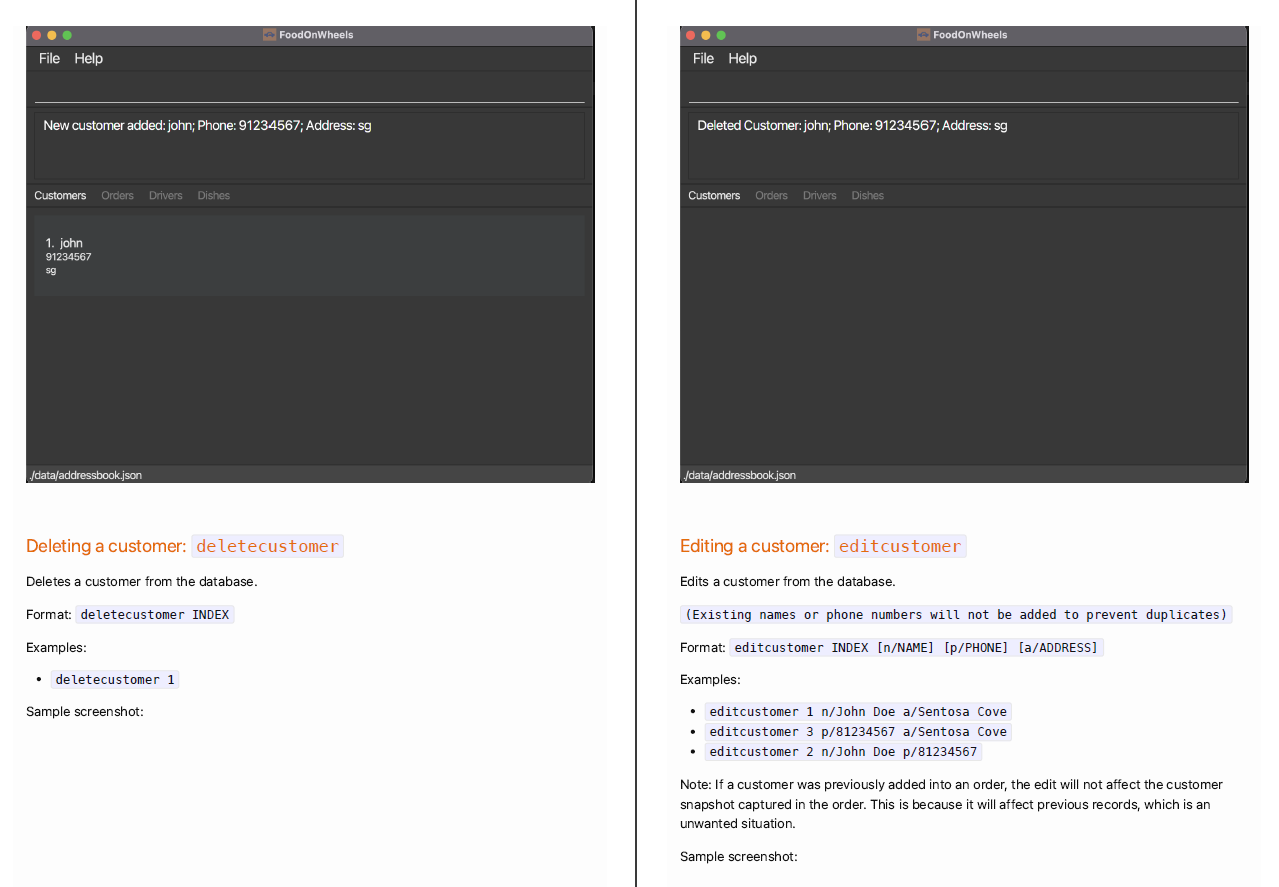 FoodOnWheels
File Help
New customer added: john; Phone: 91234567; Address: sg
Customers Orders Drivers Dishes
1. john
91234567
sg
./data/addressbook.json
Deleting a customer: deletecustomer
Deletes a customer from the database.
Format: deletecustomer INDEX
Examples:
• deletecustomer 1
Sample screenshot:
FoodOnWheels
File Help
Deleted Customer: john; Phone: 91234567; Address: sg
Customers Orders Drivers Dishes
./data/addressbook.json
Editing a customer: editcustomer
Edits a customer from the database.
(Existing names or phone numbers will not be added to prevent duplicates)
Format: editcustomer INDEX [n/NAME] [p/PHONE] [a/ADDRESS]
Examples:
• editcustomer 1 n/John Doe a/Sentosa Cove
• editcustomer 3 p/81234567 a/Sentosa Cove
• editcustomer 2 n/John Doe p/81234567
Note: If a customer was previously added into an order, the edit will not affect the customer
snapshot captured in the order. This is because it will affect previous records, which is an
unwanted situation.
Sample screenshot: